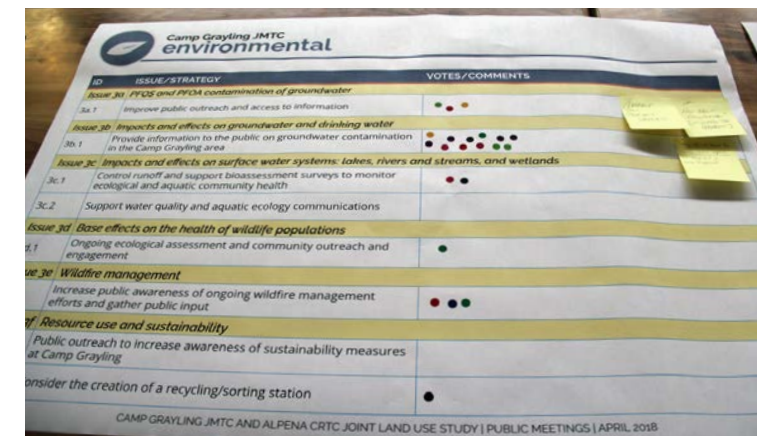 Camp Grayling JMTC
environmental
ID ISSUE/STRATEGY VOTES/COMMENTS
Issue 3a PFOS and PFOA contamination of groundwater
3a.1 Improve public outreach and access to information
Issue 3b Impacts and effects on groundwater and drinking water
3b.1 Provide information to the public on groundwater contamination
in the Camp Grayling area
Issue 3c Impacts and effects on surface water systems: lakes, rivers and streams, and wetlands
3c.1 Control runoff and support bioassessment surveys to monitor
ecological and aquatic community health
3c.2 Support water quality and aquatic ecology communications
Issue 3d Base effects on the health of wildlife populations
.1 Ongoing ecological assessment and community outreach and
engagement
ue 3e Wildfire management
Increase public awareness of ongoing wildfire management
efforts and gather public input
3f Resource use and sustainability
Public outreach to increase awareness of sustainability measures
at Camp Grayling
onsider the creation of a recycling/sorting station
CAMP GRAYLING JMTC AND ALPENA CRTC JOINT LAND USE STUDY | PUBLIC MEETINGS | APRIL 2018